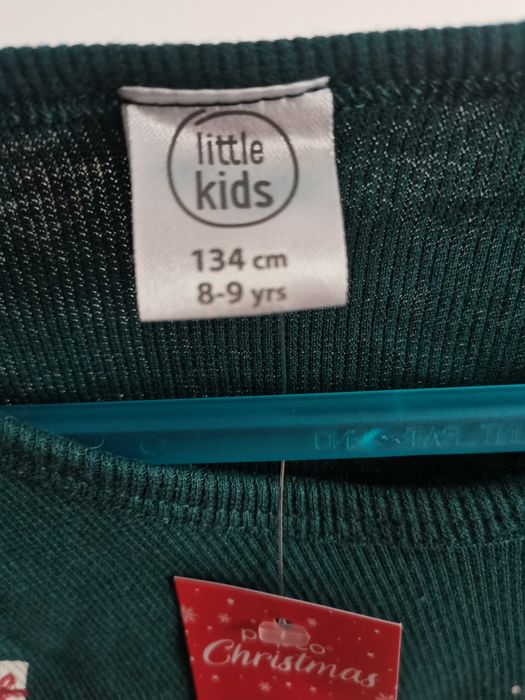 little
kids
134 cm
8-9 yrs
Christmas